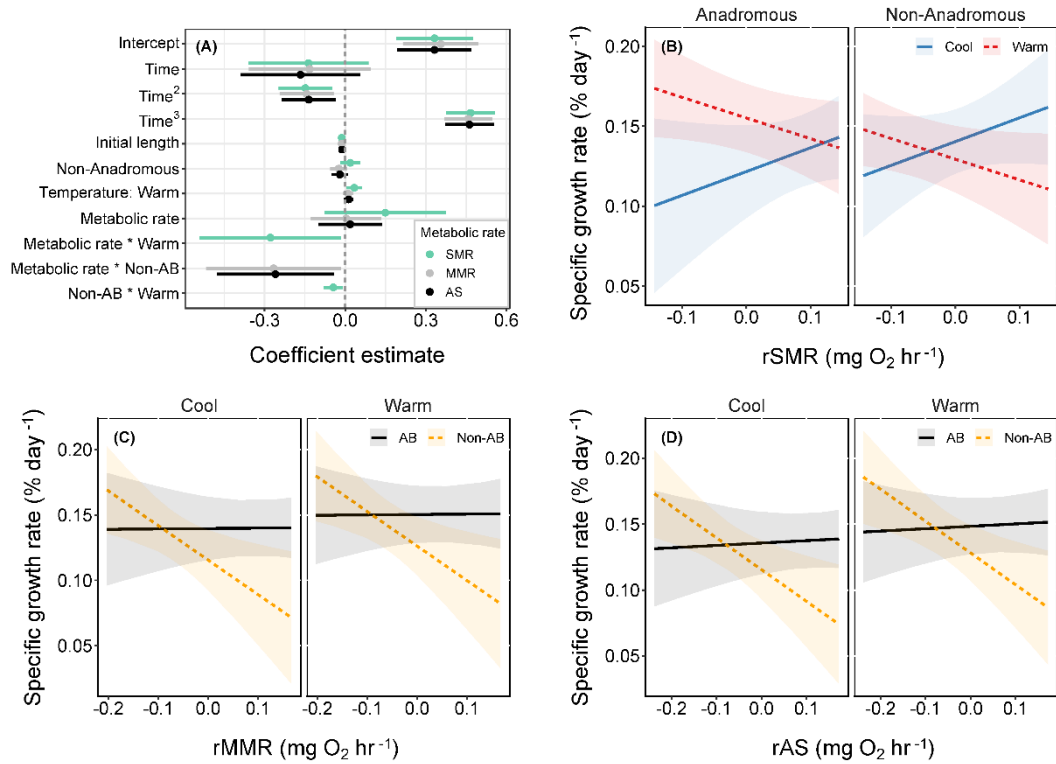 (A)
Intercept
Time
Time²
Time³
Initial length
Non-Anadromous
Temperature: Warm
Metabolic rate
Metabolic rate * Warm
Metabolic rate * Non-AB
Non-AB * Warm
Metabolic rate
SMR
MMR
AS
-0.3 0.0 0.3 0.6
Coefficient estimate
Anadromous Non-Anadromous
(B)
Cool Warm
Specific growth rate (% day⁻¹)
0.20
0.15
0.10
0.05
-0.1 0.0 0.1 -0.1 0.0 0.1
rSMR (mg O₂ hr⁻¹)
Cool Warm
(C)
AB Non-AB
Specific growth rate (% day⁻¹)
0.20
0.15
0.10
0.05
-0.2 -0.1 0.0 0.1 -0.2 -0.1 0.0 0.1
rMMR (mg O₂ hr⁻¹)
Cool Warm
(D)
AB Non-AB
Specific growth rate (% day⁻¹)
0.20
0.15
0.10
0.05
-0.2 -0.1 0.0 0.1 -0.2 -0.1 0.0 0.1
rAS (mg O₂ hr⁻¹)